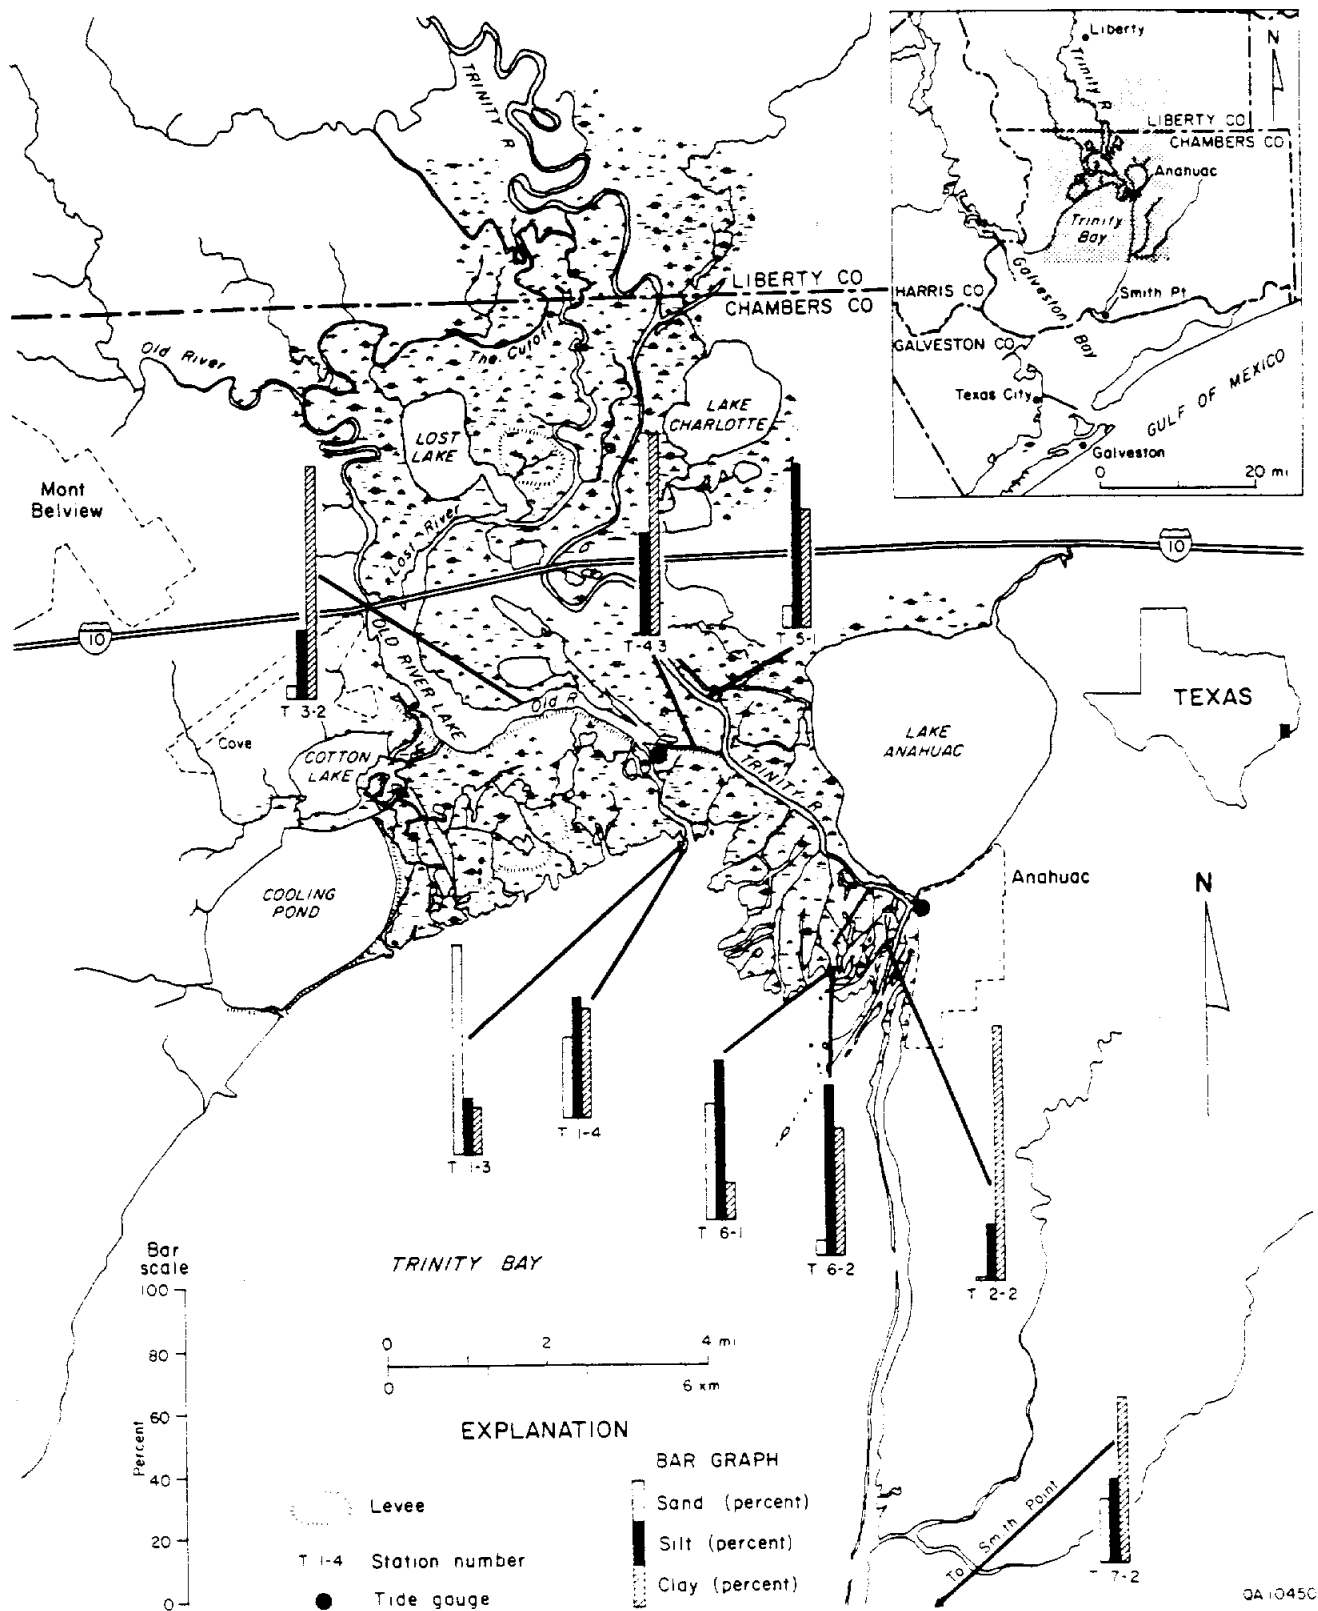 TRINITY R
LIBERTY CO
CHAMBERS CO
Old River
The Cutoff
LOST
LAKE
LAKE
CHARLOTTE
Mont
Belview
Lost River
10
10
OLD RIVER LAKE
Old R
T 3-2
T-4 3
T 5-1
Cove
COTTON
LAKE
TRINITY R
LAKE
ANAHUAC
COOLING
POND
Anahuac
T 1-3
T 1-4
T 6-1
T 6-2
T 2-2
T 7-2
TRINITY BAY
To Smith Point
N
TEXAS
Liberty
Trinity R
N
LIBERTY CO
CHAMBERS CO
Anahuac
Trinity
Bay
Galveston Bay
HARRIS CO
Smith Pt
GALVESTON CO
Texas City
GULF OF MEXICO
Galveston
0 20 mi
Bar
scale
100
80
60
40
20
0
Percent
0 2 4 mi
0 6 km
EXPLANATION
Levee
T 1-4 Station number
Tide gauge
BAR GRAPH
Sand (percent)
Silt (percent)
Clay (percent)
QA10450